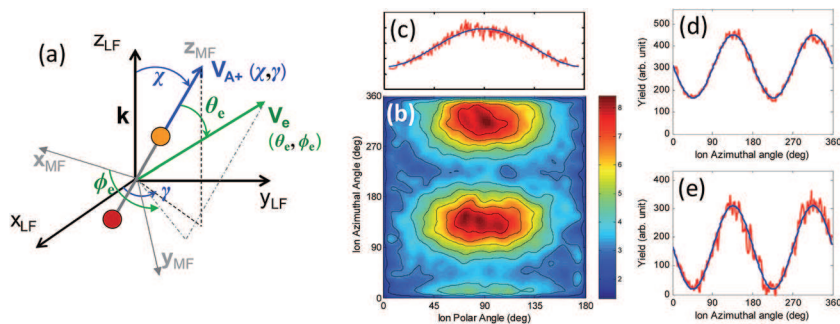 (a)
z_LF
z_MF
V_A+ (χ,γ)
χ
θ_e
k
V_e
(θ_e, ϕ_e)
x_MF
ϕ_e
γ
y_LF
x_LF
y_MF
(c)
(b)
360
270
180
90
0
Ion Azimuthal Angle (deg)
0 45 90 135 180
Ion Polar Angle (deg)
8
7
6
5
4
3
2
(d)
500
400
300
200
100
0
Yield (arb. unit)
0 90 180 270 360
Ion Azimuthal angle (deg)
(e)
400
300
200
100
0
Yield (arb. unit)
0 90 180 270 360
Ion Azimuthal angle (deg)